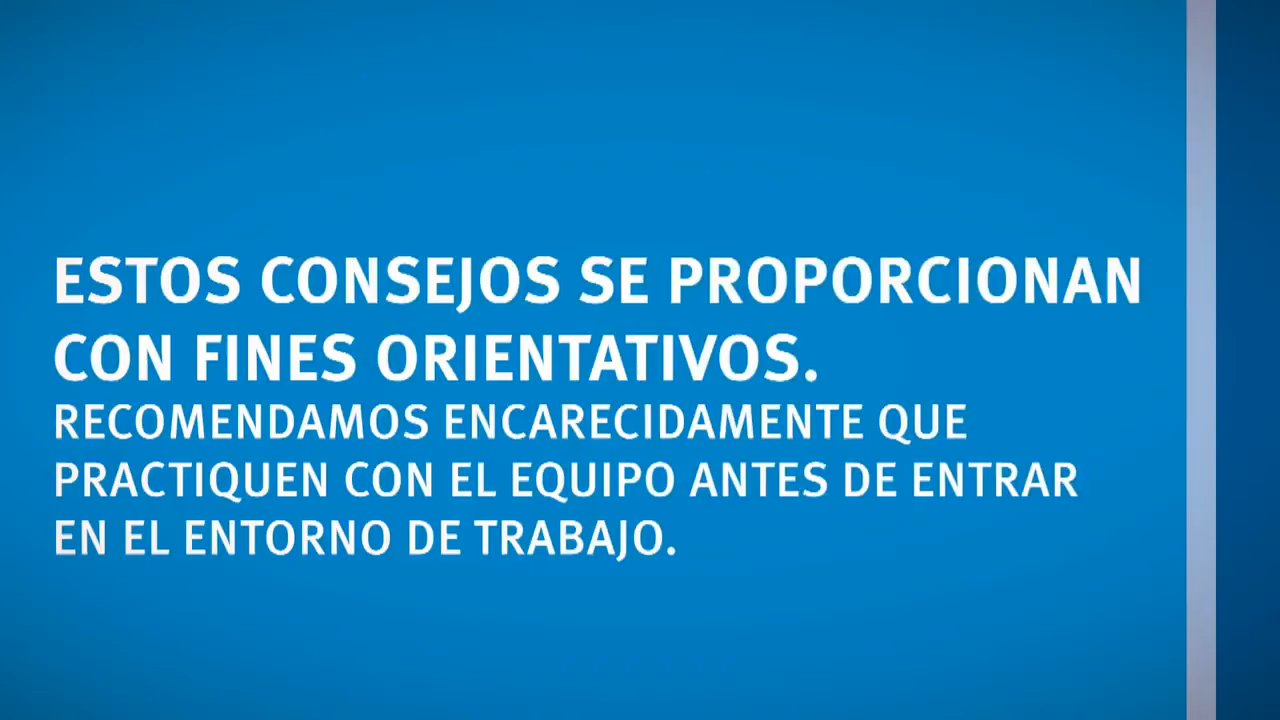 ESTOS CONSEJOS SE PROPORCIONAN
CON FINES ORIENTATIVOS.
RECOMENDAMOS ENCARECIDAMENTE QUE
PRACTIQUEN CON EL EQUIPO ANTES DE ENTRAR
EN EL ENTORNO DE TRABAJO.